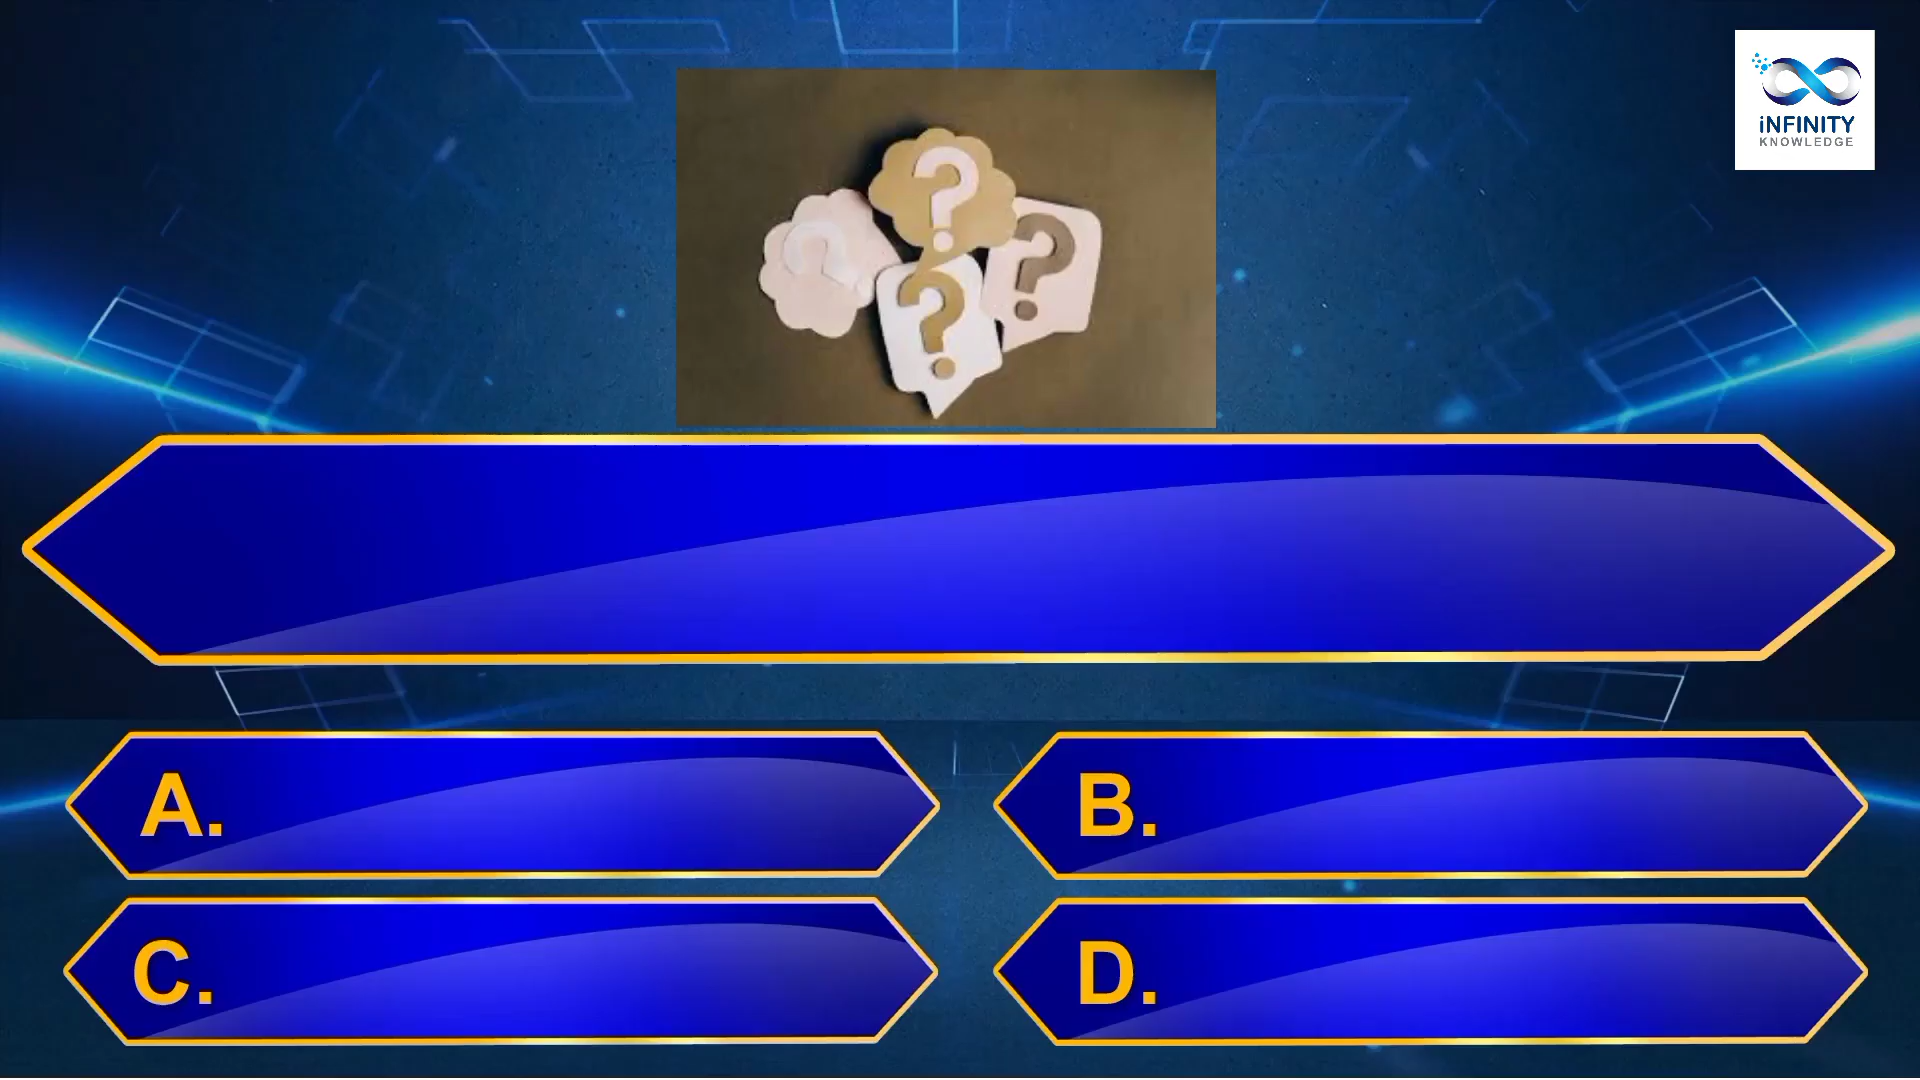 iNFINITY
KNOWLEDGE
?
?
?
?
A.
B.
C.
D.